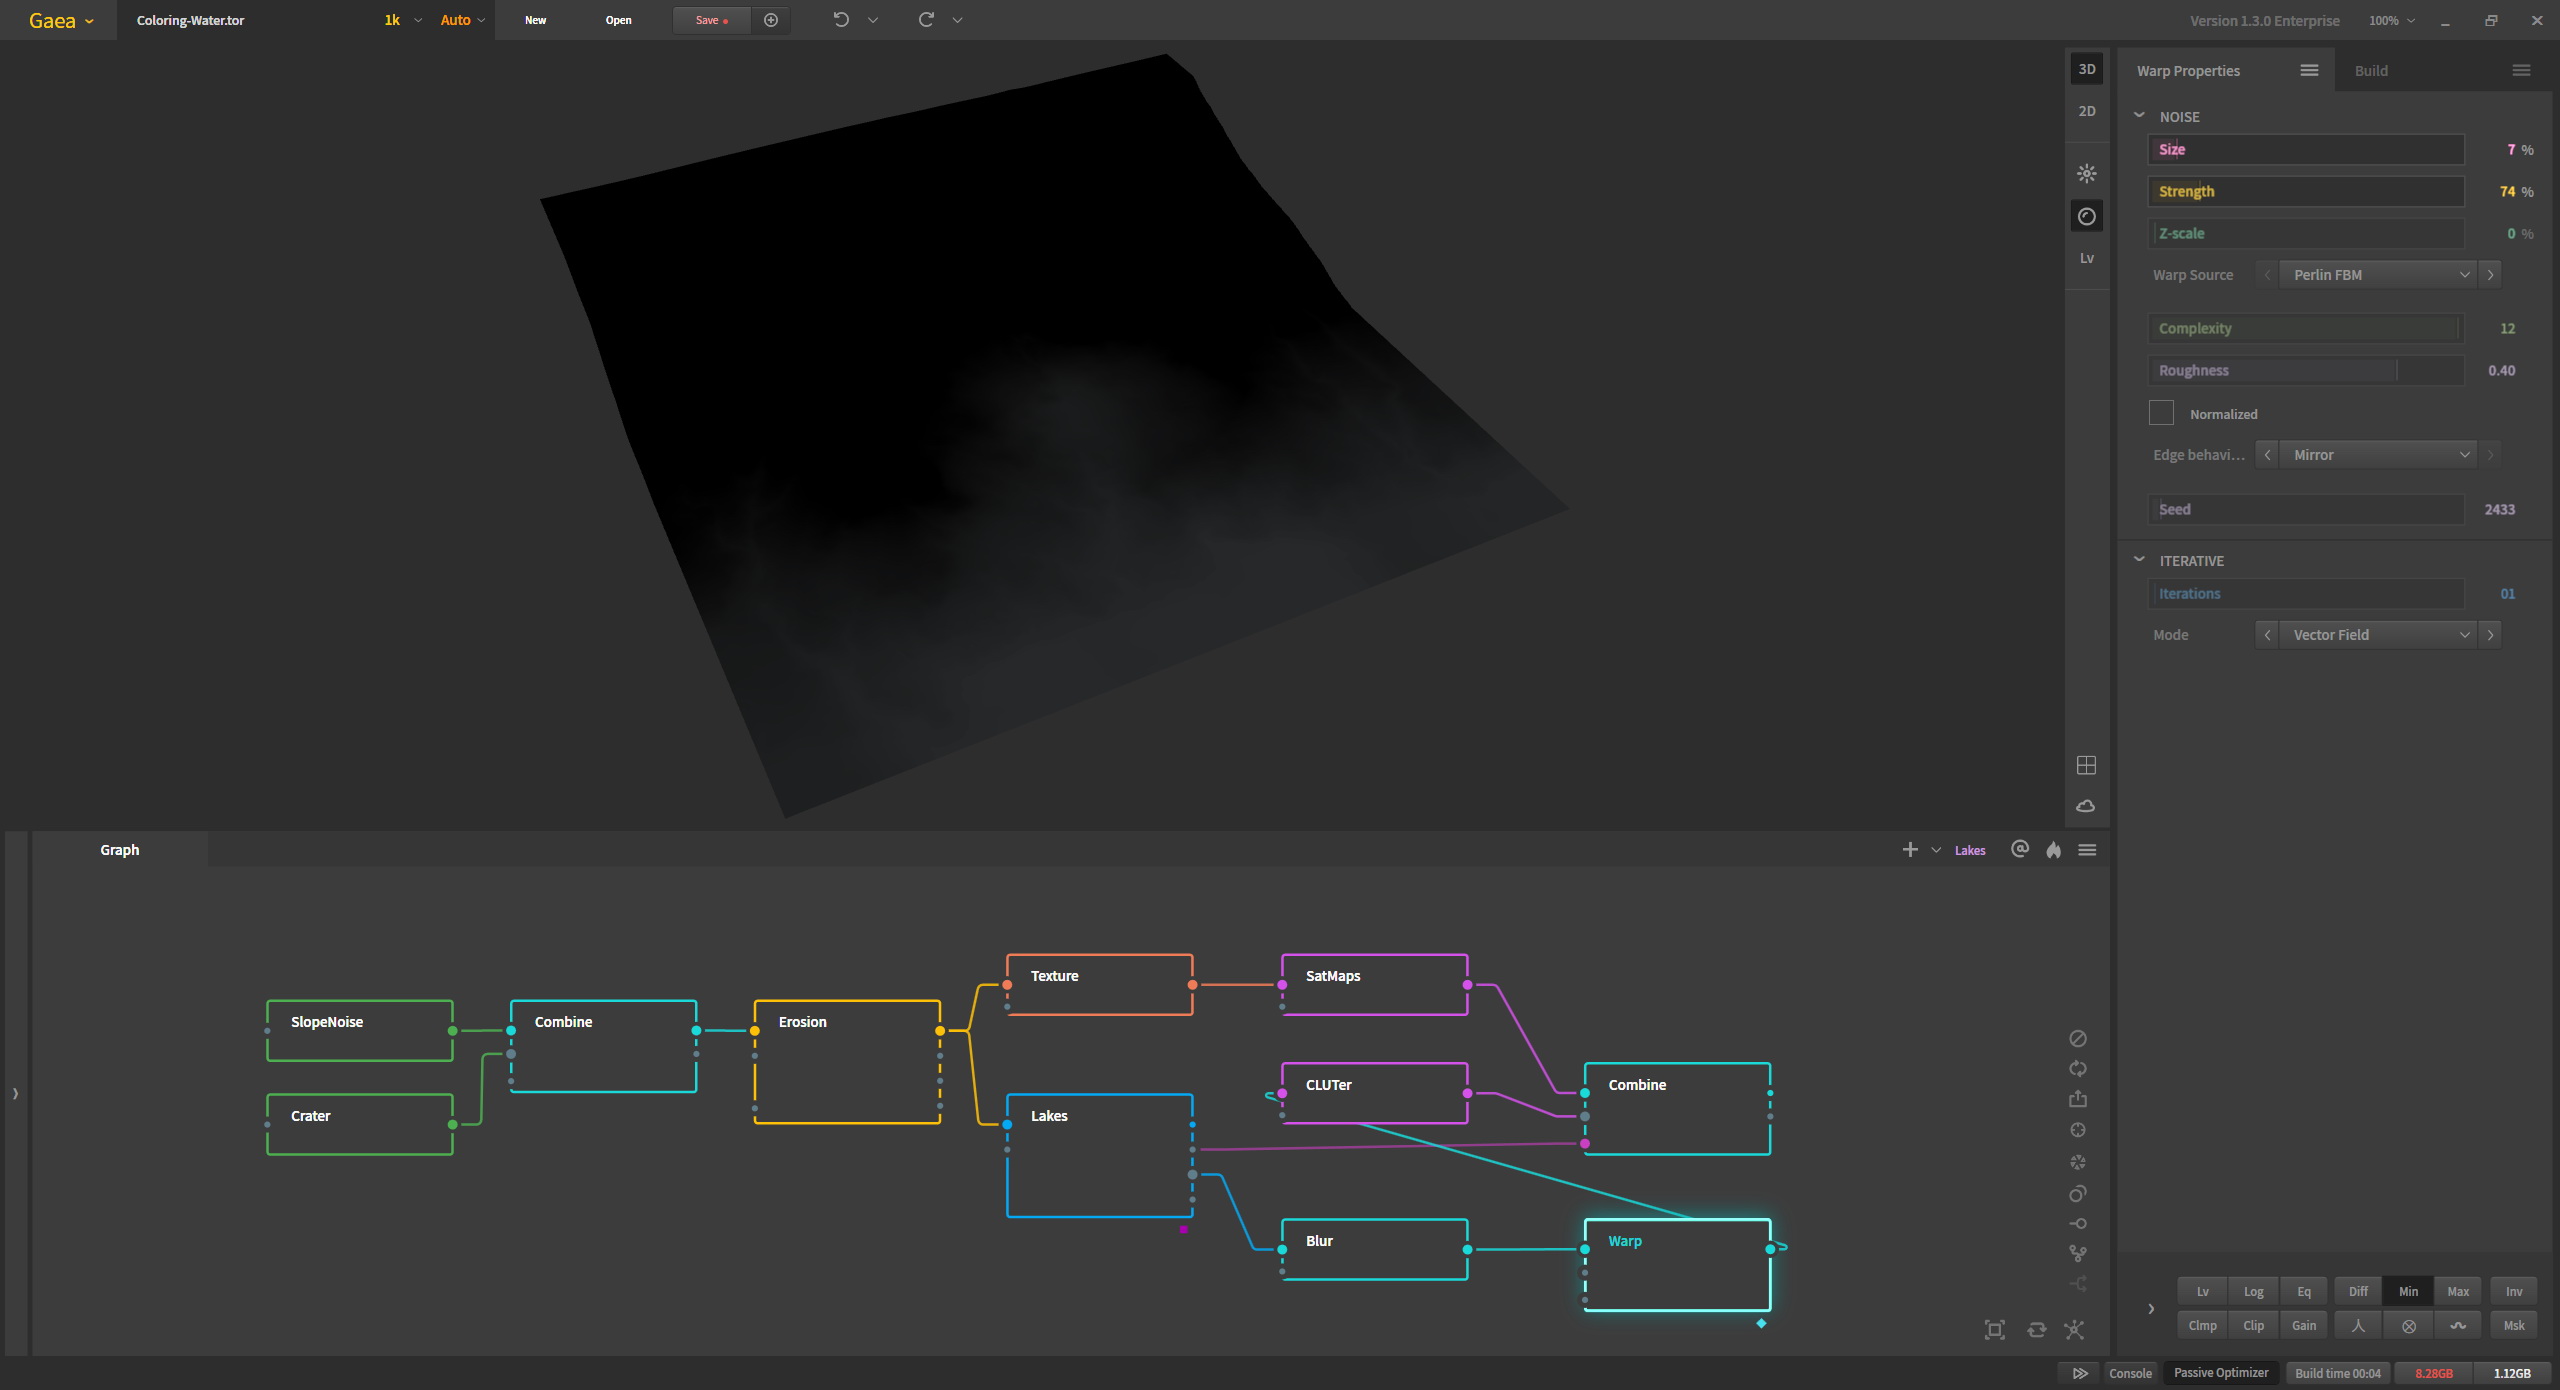 Gaea Coloring-Water.tor 1k Auto New Open Save Version 1.3.0 Enterprise 100%
3D
2D
Lv
Warp Properties Build
NOISE
Size 7 %
Strength 74 %
Z-scale 0 %
Warp Source Perlin FBM
Complexity 12
Roughness 0.40
Normalized
Edge behavi... Mirror
Seed 2433
ITERATIVE
Iterations 01
Mode Vector Field
Graph Lakes
Texture SatMaps
SlopeNoise Combine Erosion
CLUTer Combine
Crater Lakes
Blur Warp
Lv Log Eq Diff Min Max Inv
Clmp Clip Gain Msk
Console Passive Optimizer Build time 00:04 8.28GB 1.12GB